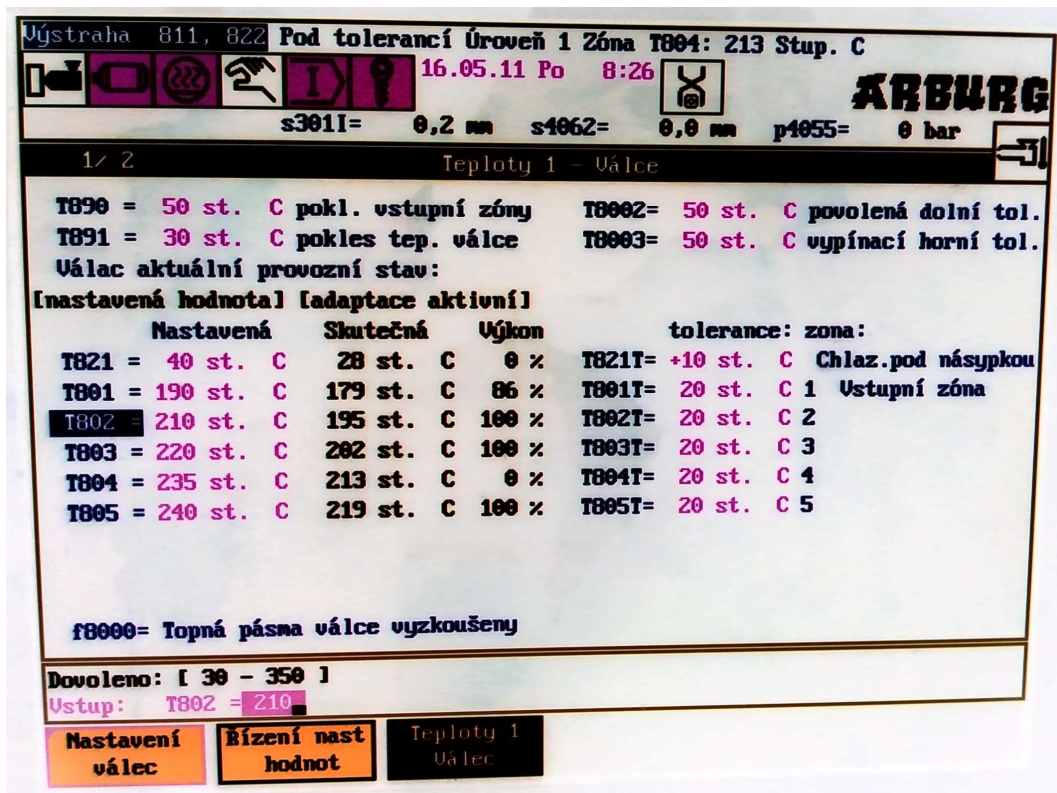 Výstraha 811, 822 Pod tolerancí Úroveň 1 Zóna T804: 213 Stup. C
16.05.11 Po 8:26
ARBURG
s301I= 0,2 mm s4062= 0,0 mm p4055= 0 bar
1/ 2 Teploty 1 - Válce
T890 = 50 st. C pokl. vstupní zóny T8002= 50 st. C povolená dolní tol.
T891 = 30 st. C pokles tep. válce T8003= 50 st. C vypínací horní tol.
Válac aktuální provozní stav:
[nastavená hodnota] [adaptace aktivní]
Nastavená Skutečná Výkon tolerance: zona:
T821 = 40 st. C 28 st. C 0 % T821T= +10 st. C Chlaz.pod násypkou
T801 = 190 st. C 179 st. C 86 % T801T= 20 st. C 1 Vstupní zóna
T802 = 210 st. C 195 st. C 100 % T802T= 20 st. C 2
T803 = 220 st. C 202 st. C 100 % T803T= 20 st. C 3
T804 = 235 st. C 213 st. C 0 % T804T= 20 st. C 4
T805 = 240 st. C 219 st. C 100 % T805T= 20 st. C 5
f8000= Topná pásma válce vyzkoušeny
Dovoleno: [ 30 - 350 ]
Vstup: T802 = 210
Nastavení válec
Řízení nast hodnot
Teploty 1 Válec